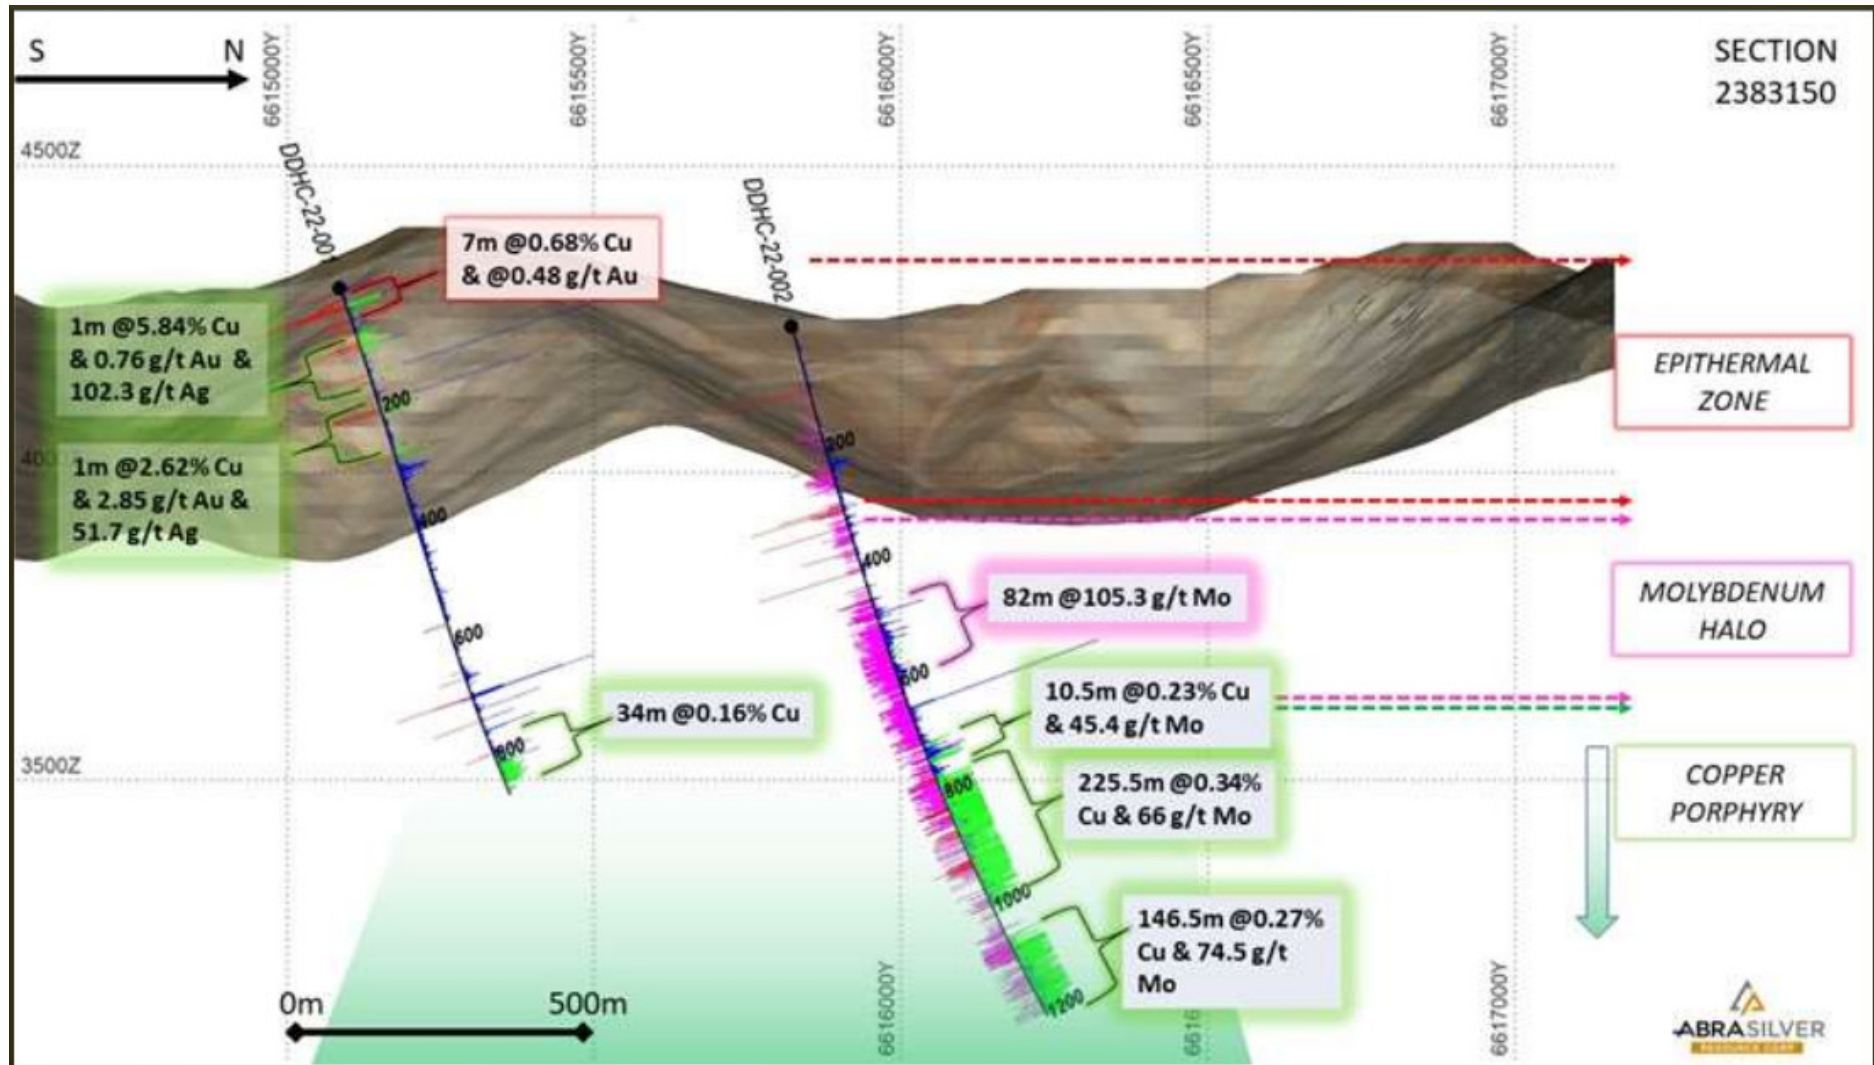 S N
SECTION
2383150
6615000Y
6615500Y
6616000Y
6616500Y
6617000Y
4500Z
DDHC-22-001
DDHC-22-002
7m @0.68% Cu
& @0.48 g/t Au
1m @5.84% Cu
& 0.76 g/t Au &
102.3 g/t Ag
200
200
1m @2.62% Cu
& 2.85 g/t Au &
51.7 g/t Ag
400
400
EPITHERMAL
ZONE
82m @105.3 g/t Mo
MOLYBDENUM
HALO
600
600
34m @0.16% Cu
10.5m @0.23% Cu
& 45.4 g/t Mo
800
3500Z
800
225.5m @0.34%
Cu & 66 g/t Mo
COPPER
PORPHYRY
1000
146.5m @0.27%
Cu & 74.5 g/t
Mo
1200
0m 500m
6616000Y
6617000Y
ABRASILVER
RESOURCE CORP